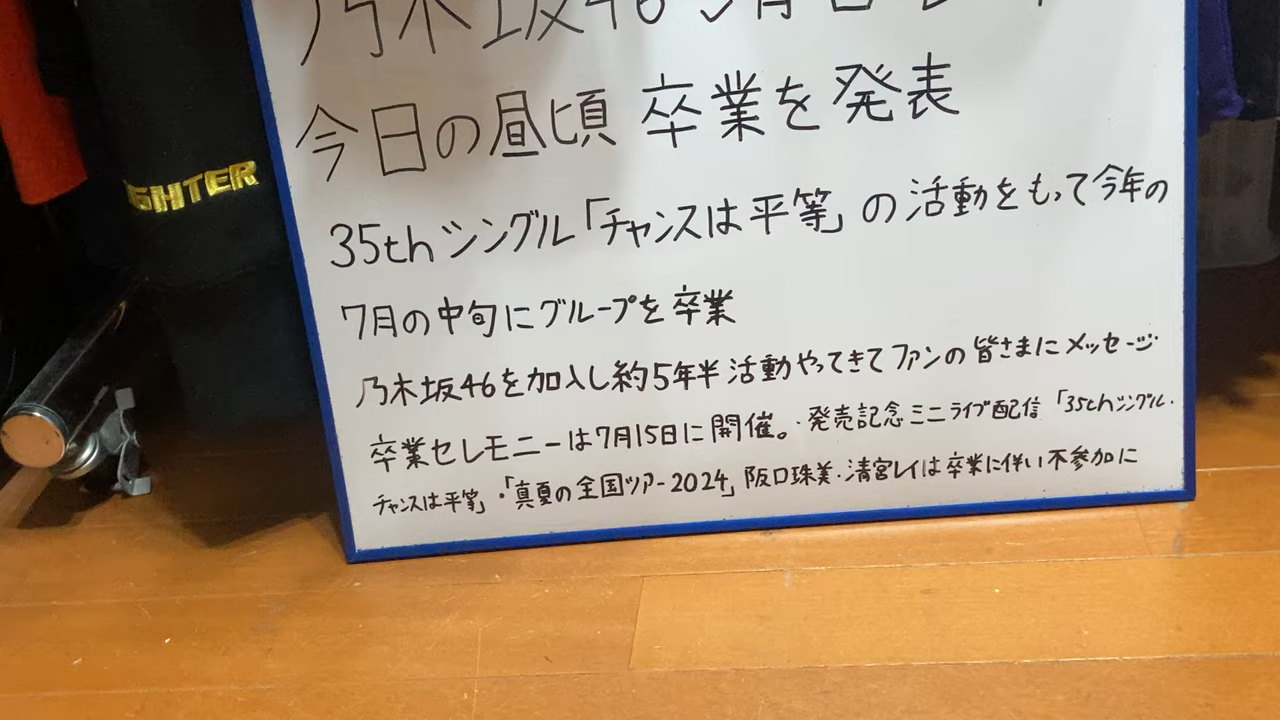 乃木坂46
今日の昼頃 卒業を発表
35thシングル「チャンスは平等」の活動をもって今年の
7月の中旬にグループを卒業
乃木坂46を加入し約5年半活動やってきてファンの皆さまにメッセージ
卒業セレモニーは7月15日に開催。・発売記念ミニライブ配信「35thシングル・
チャンスは平等」・「真夏の全国ツアー2024」阪口珠美・清宮レイは卒業に伴い不参加に
GHTER